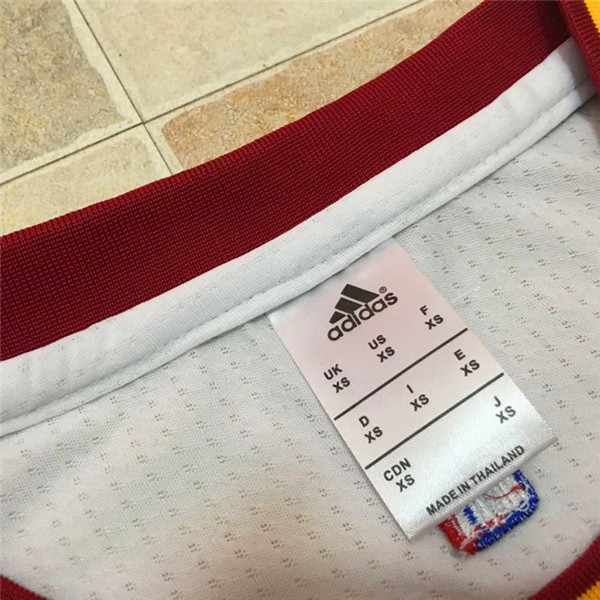 adidas®
UK US F
XS XS XS
D I E
XS XS XS
CDN J
XS XS
MADE IN THAILAND